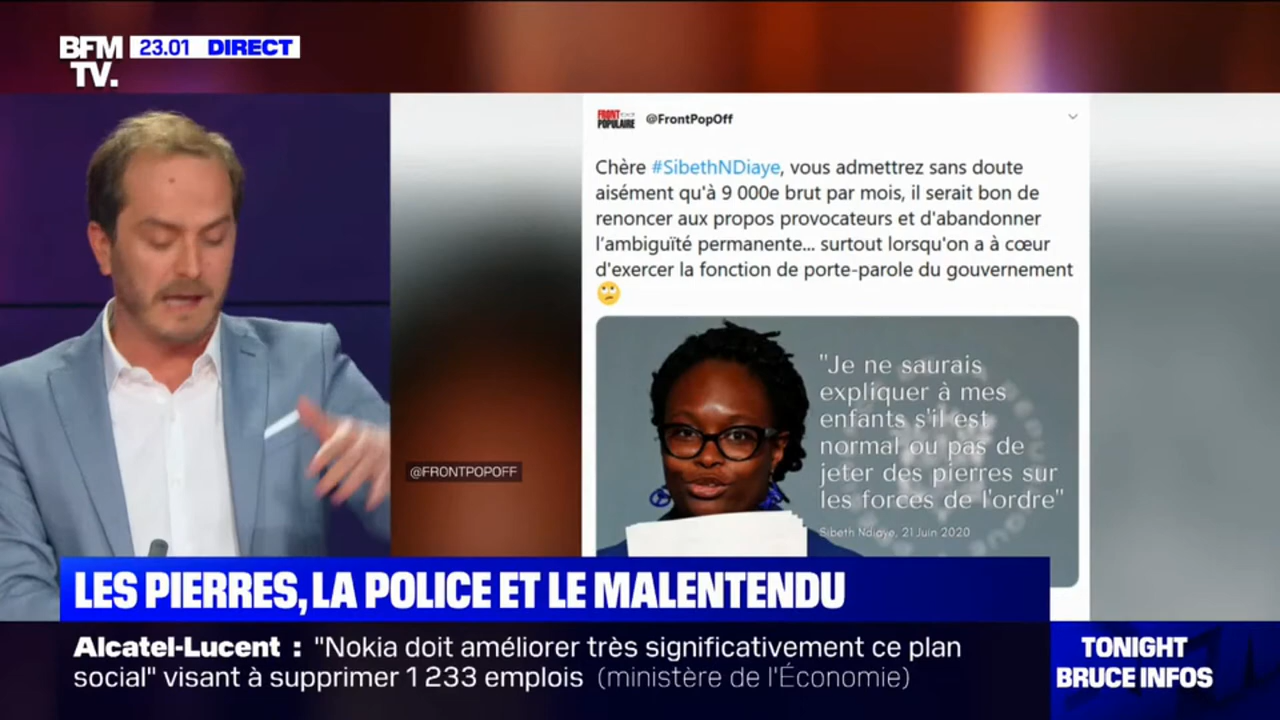 BFM
TV.
23.01 DIRECT
FRONT
POPULAIRE
@FrontPopOff
Chère #SibethNDiaye, vous admettrez sans doute
aisément qu'à 9 000e brut par mois, il serait bon de
renoncer aux propos provocateurs et d'abandonner
l'ambiguïté permanente... surtout lorsqu'on a à cœur
d'exercer la fonction de porte-parole du gouvernement
🙄
"Je ne saurais
expliquer à mes
enfants s'il est
normal ou pas de
jeter des pierres sur
les forces de l'ordre"
Sibeth Ndiaye, 21 Juin 2020
@FRONTPOPOFF
LES PIERRES, LA POLICE ET LE MALENTENDU
Alcatel-Lucent : "Nokia doit améliorer très significativement ce plan
social" visant à supprimer 1 233 emplois (ministère de l'Économie)
TONIGHT
BRUCE INFOS